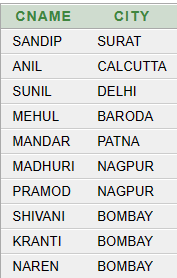 CNAME CITY
SANDIP SURAT
ANIL CALCUTTA
SUNIL DELHI
MEHUL BARODA
MANDAR PATNA
MADHURI NAGPUR
PRAMOD NAGPUR
SHIVANI BOMBAY
KRANTI BOMBAY
NAREN BOMBAY